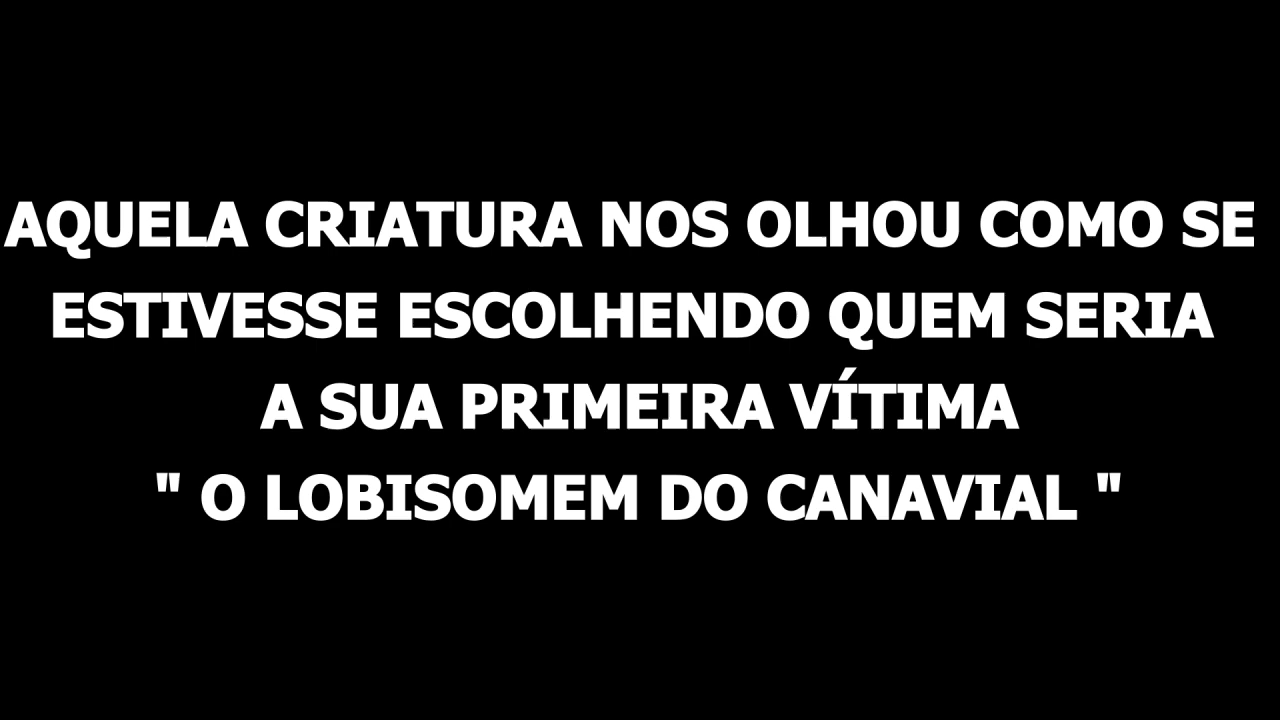 AQUELA CRIATURA NOS OLHOU COMO SE
ESTIVESSE ESCOLHENDO QUEM SERIA
A SUA PRIMEIRA VÍTIMA
" O LOBISOMEM DO CANAVIAL "